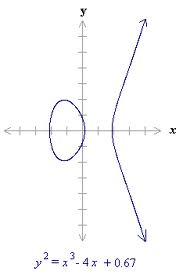 y
x
y² = x³ - 4x + 0.67